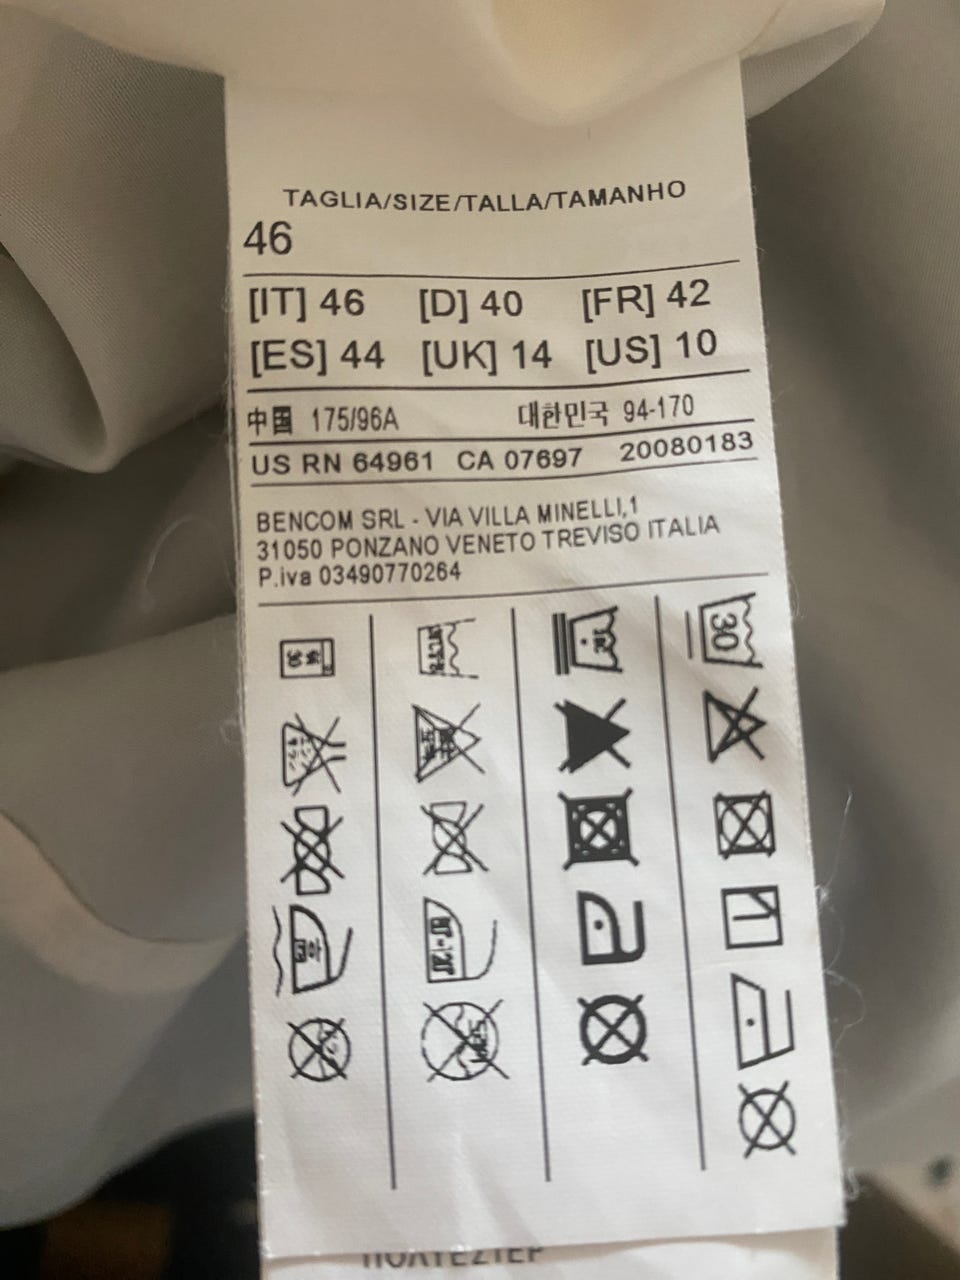 TAGLIA/SIZE/TALLA/TAMANHO
46
[IT] 46 [D] 40 [FR] 42
[ES] 44 [UK] 14 [US] 10
中国 175/96A 대한민국 94-170
US RN 64961 CA 07697 20080183
BENCOM SRL - VIA VILLA MINELLI,1
31050 PONZANO VENETO TREVISO ITALIA
P.iva 03490770264
30